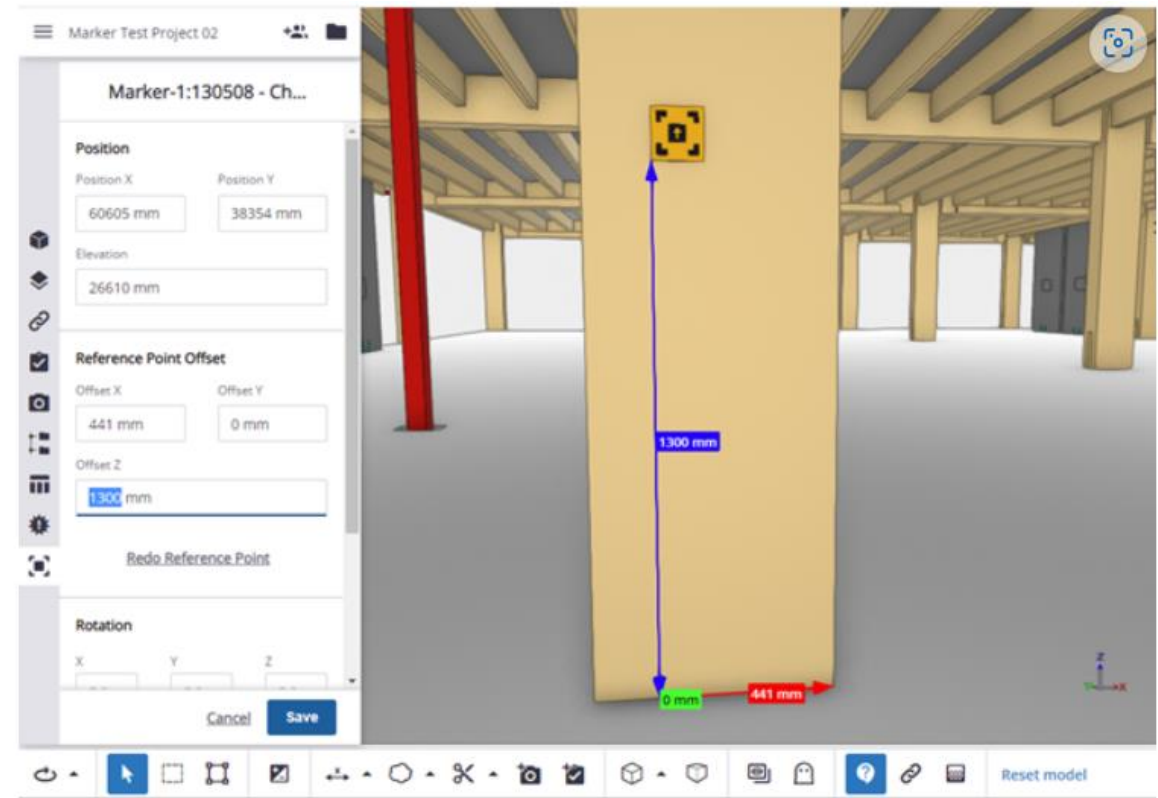 Marker Test Project 02
Marker-1:130508 - Ch...
Position
Position X Position Y
60605 mm 38354 mm
Elevation
26610 mm
Reference Point Offset
Offset X Offset Y
441 mm 0 mm
Offset Z
1300 mm
Redo Reference Point
Rotation
X Y Z
Cancel Save
1300 mm
0 mm 441 mm
Z
Y X
Reset model